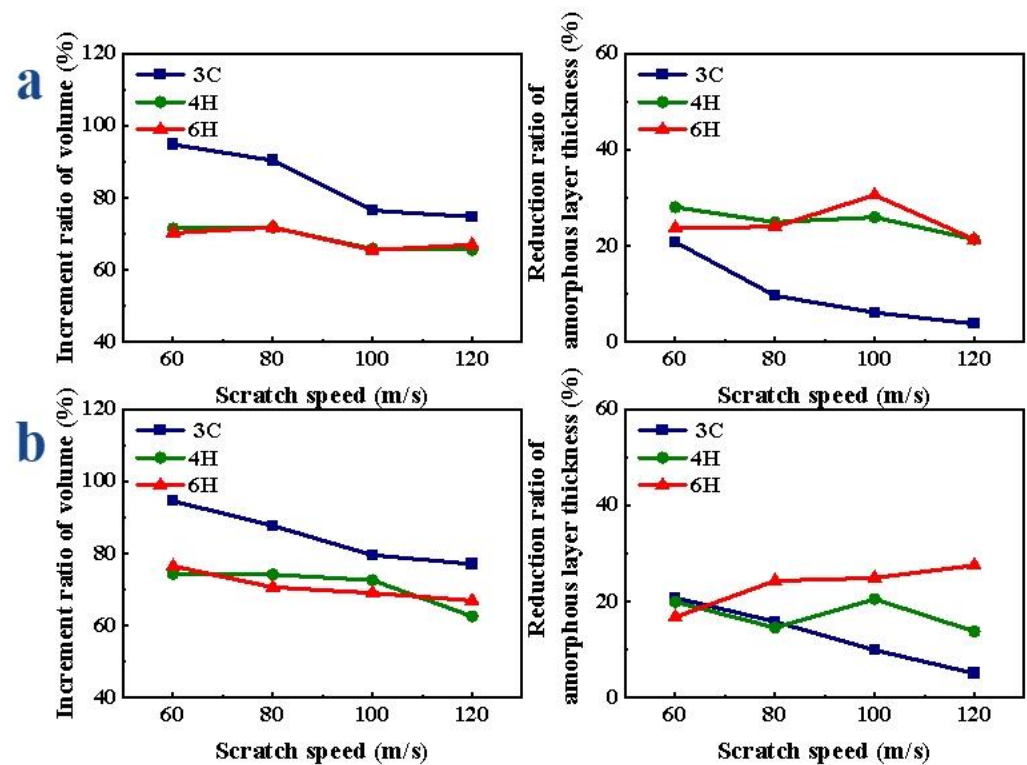 a
Increment ratio of volume (%)
120
100
80
60
40
3C
4H
6H
60 80 100 120
Scratch speed (m/s)
Reduction ratio of
amorphous layer thickness (%)
60
40
20
0
3C
4H
6H
60 80 100 120
Scratch speed (m/s)
b
Increment ratio of volume (%)
120
100
80
60
40
3C
4H
6H
60 80 100 120
Scratch speed (m/s)
Reduction ratio of
amorphous layer thickness (%)
60
40
20
0
3C
4H
6H
60 80 100 120
Scratch speed (m/s)